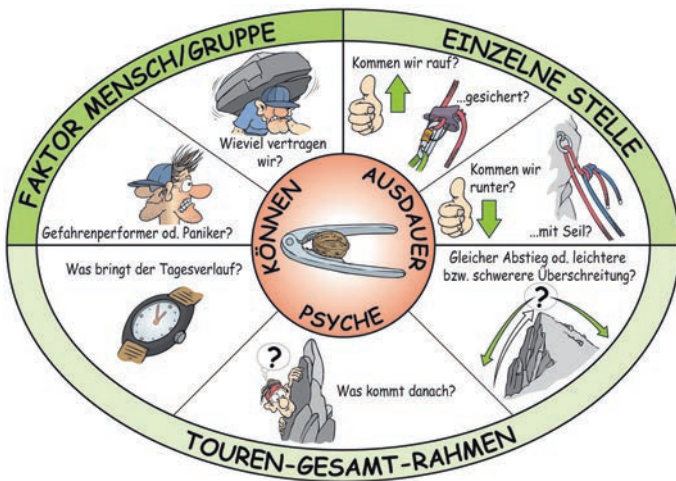 FAKTOR MENSCH/GRUPPE
EINZELNE STELLE
Wieviel vertragen
wir?
Kommen wir rauf?
...gesichert?
Gefahrenperformer od. Paniker?
Kommen wir
runter?
...mit Seil?
KÖNNEN
AUSDAUER
PSYCHE
Was bringt der Tagesverlauf?
Gleicher Abstieg od. leichtere
bzw. schwerere Überschreitung?
?
?
Was kommt danach?
TOUREN-GESAMT-RAHMEN